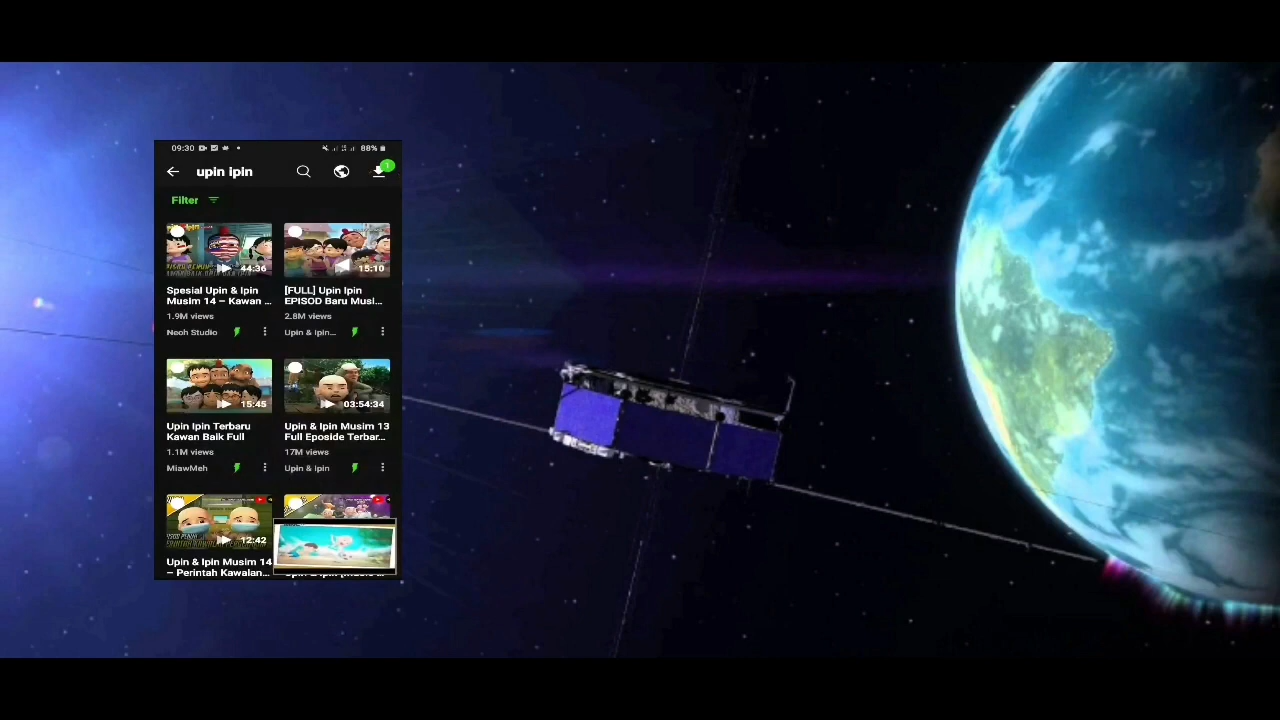 09:30 88%
upin ipin
1
Filter
44:36
15:10
Spesial Upin & Ipin
Musim 14 – Kawan ...
1.9M views
Neoh Studio
[FULL] Upin Ipin
EPISOD Baru Musi...
2.8M views
Upin & Ipin...
15:45
03:54:34
Upin Ipin Terbaru
Kawan Baik Full
1.1M views
MiawMeh
Upin & Ipin Musim 13
Full Eposide Terbar...
17M views
Upin & Ipin
12:42
Upin & Ipin Musim 14
– Perintah Kawalan...